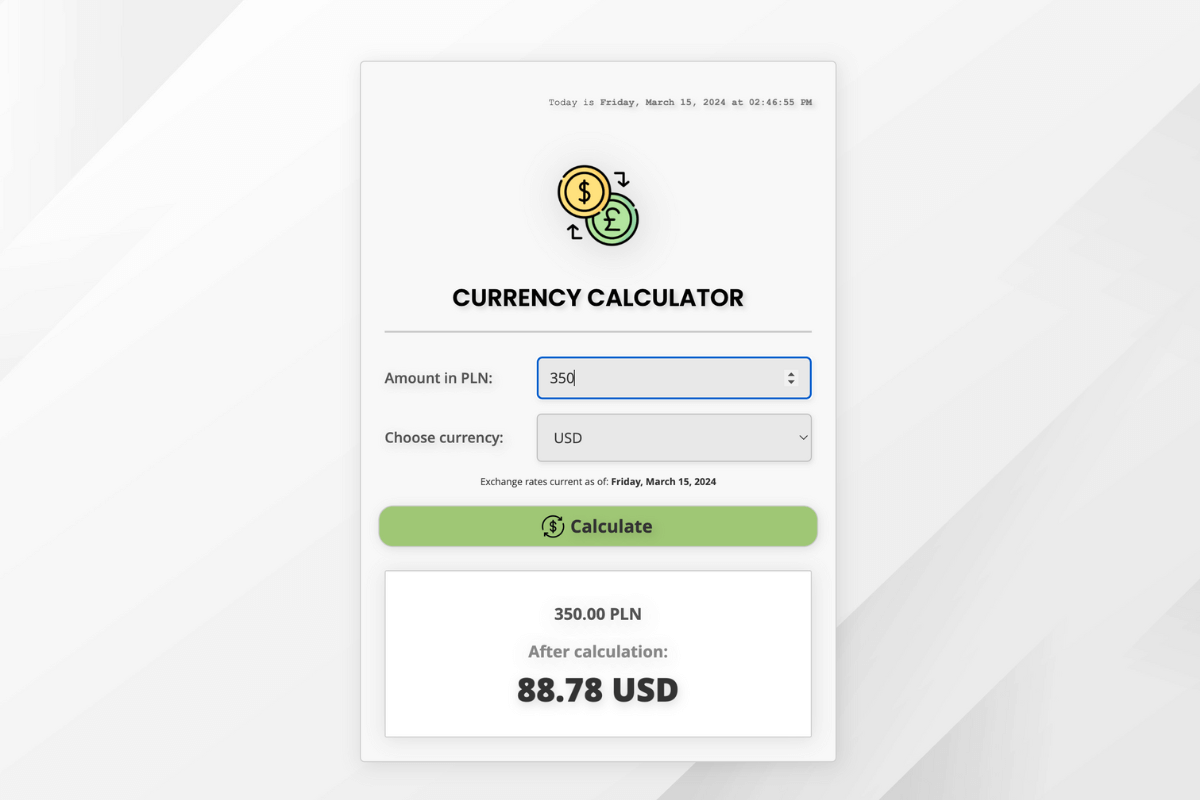 Today is Friday, March 15, 2024 at 02:46:55 PM
$
£
CURRENCY CALCULATOR
Amount in PLN:
350
Choose currency:
USD
Exchange rates current as of: Friday, March 15, 2024
$ Calculate
350.00 PLN
After calculation:
88.78 USD